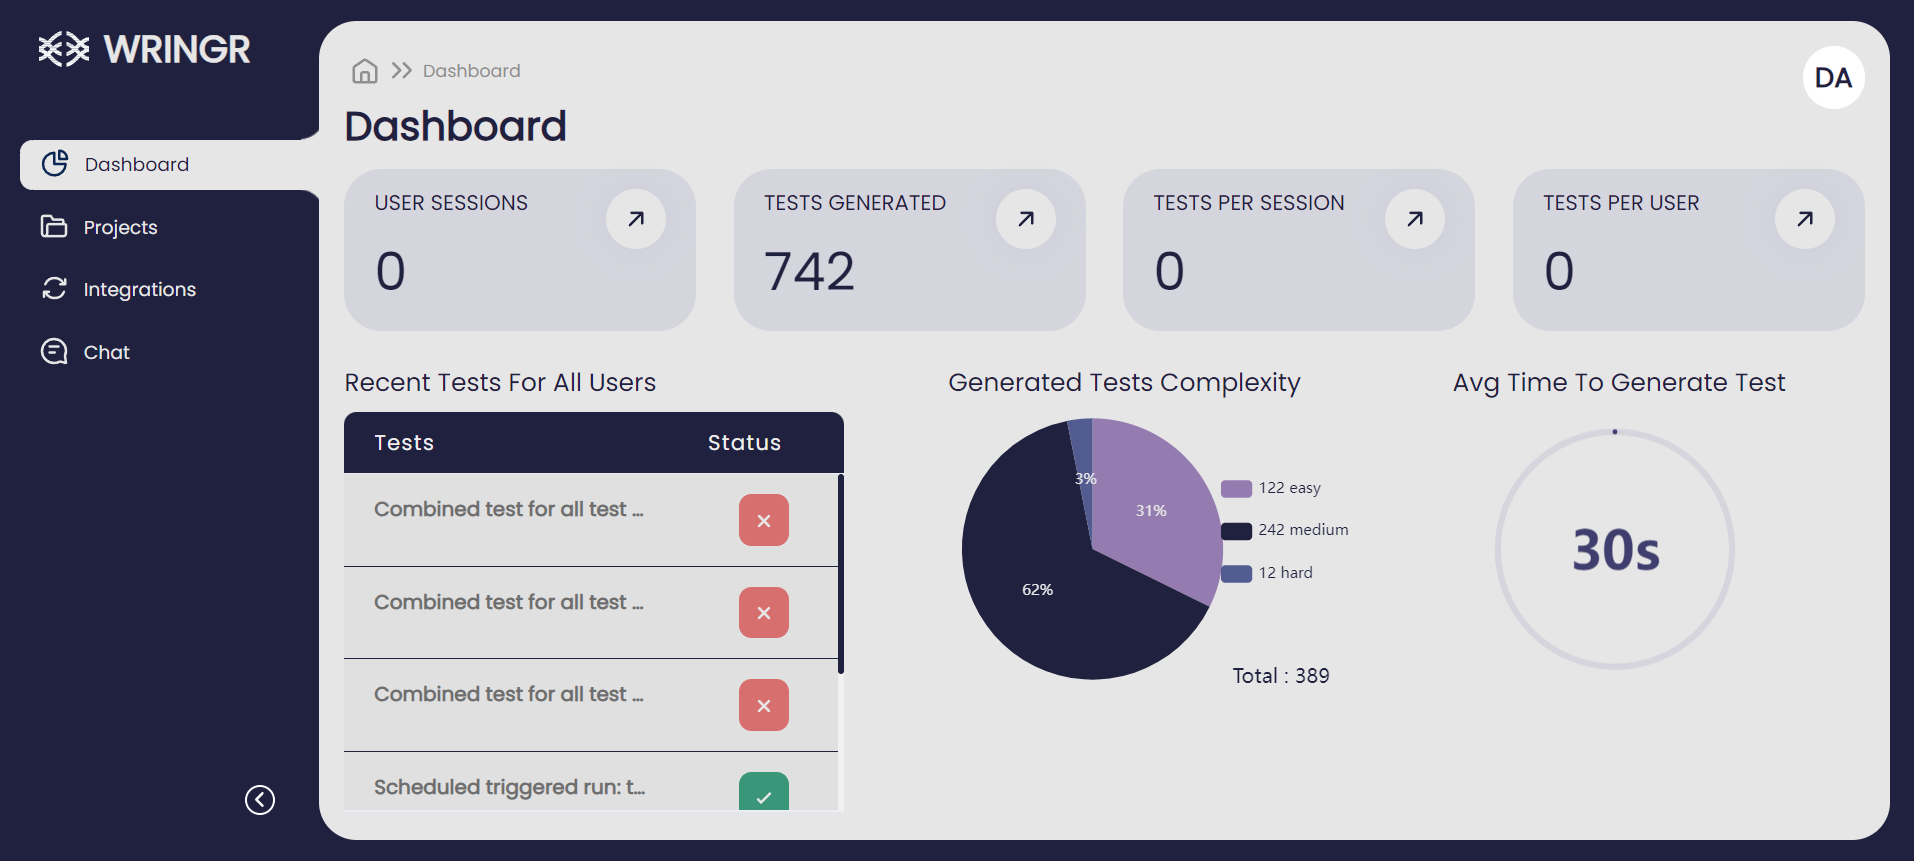 WRINGR
Dashboard
Projects
Integrations
Chat
Dashboard
DA
Dashboard
USER SESSIONS
0
TESTS GENERATED
742
TESTS PER SESSION
0
TESTS PER USER
0
Recent Tests For All Users
Tests Status
Combined test for all test ...
Combined test for all test ...
Combined test for all test ...
Scheduled triggered run: t...
Generated Tests Complexity
3%
31%
62%
122 easy
242 medium
12 hard
Total : 389
Avg Time To Generate Test
30s